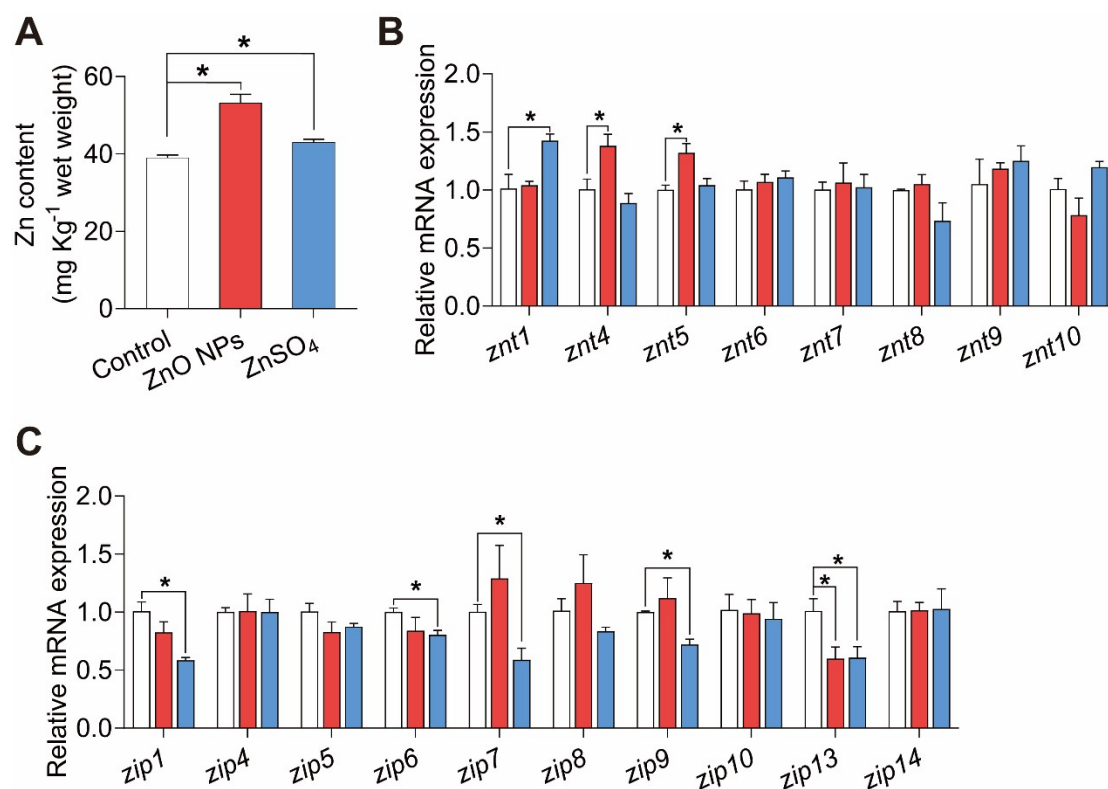 A
*
*
Zn content
(mg Kg⁻¹ wet weight)
60
40
20
0
Control
ZnO NPs
ZnSO₄
B
Relative mRNA expression
2.0
1.5
1.0
0.5
0.0
*
*
*
znt1
znt4
znt5
znt6
znt7
znt8
znt9
znt10
C
Relative mRNA expression
2.0
1.5
1.0
0.5
0.0
*
*
*
*
*
*
zip1
zip4
zip5
zip6
zip7
zip8
zip9
zip10
zip13
zip14